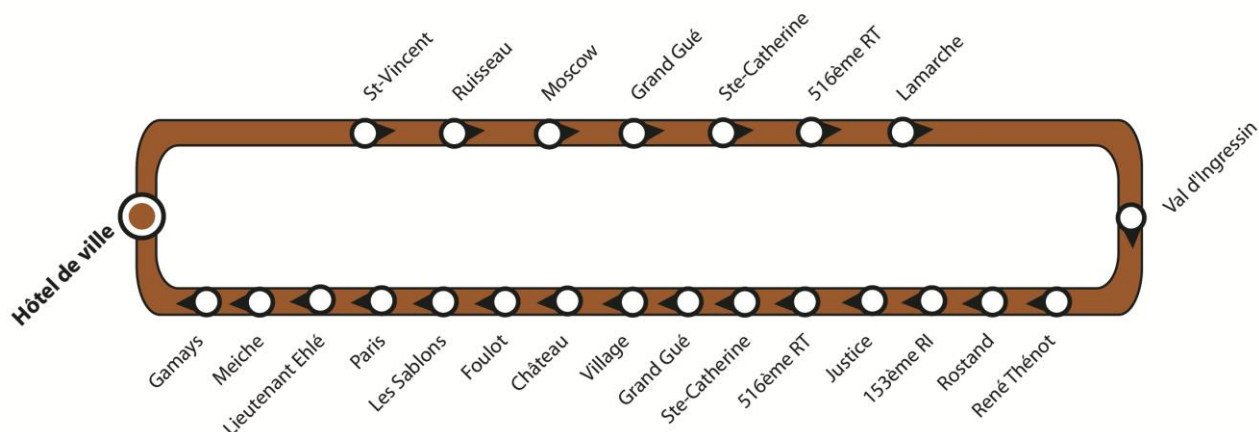 St-Vincent
Ruisseau
Moscow
Grand Gué
Ste-Catherine
516ème RT
Lamarche
Val d'Ingressin
Hôtel de ville
Gamays
Meiche
Lieutenant Ehlé
Paris
Les Sablons
Foulot
Château
Village
Grand Gué
Ste-Catherine
516ème RT
Justice
153ème RI
Rostand
René Thénot